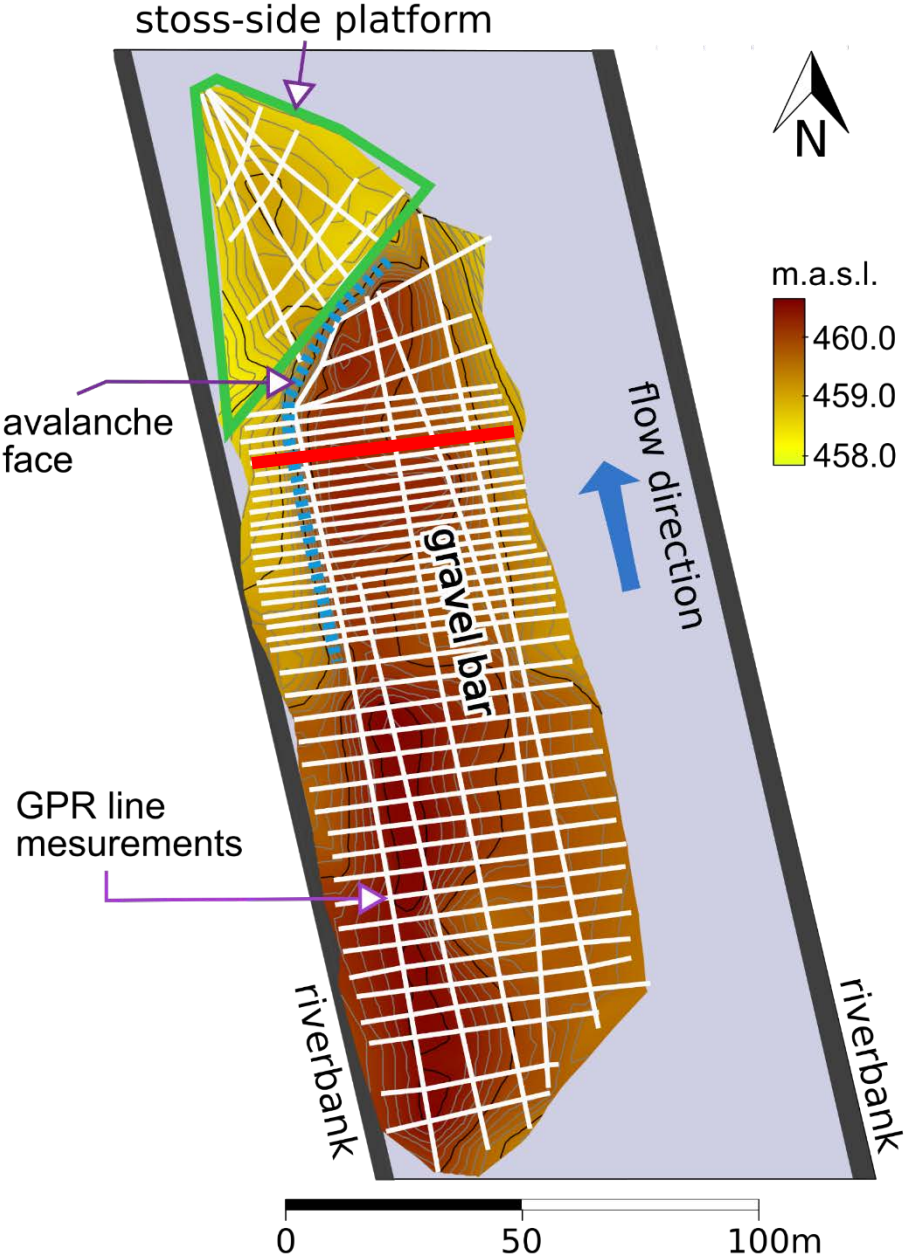 stoss-side platform
N
m.a.s.l.
460.0
459.0
458.0
avalanche
face
flow direction
gravel bar
GPR line
mesurements
riverbank
riverbank
0
50
100m